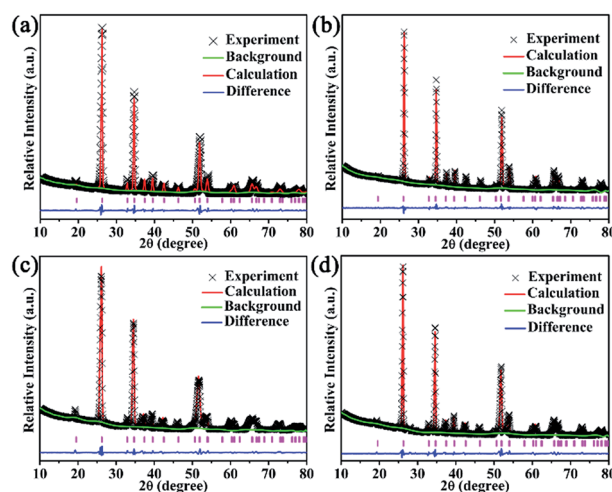 (a)
Relative Intensity (a.u.)
× Experiment
Background
Calculation
Difference
10 20 30 40 50 60 70 80
2θ (degree)
(b)
Relative Intensity (a.u.)
× Experiment
Calculation
Background
Difference
10 20 30 40 50 60 70 80
2θ (degree)
(c)
Relative Intensity (a.u.)
× Experiment
Calculation
Background
Difference
10 20 30 40 50 60 70 80
2θ (degree)
(d)
Relative Intensity (a.u.)
× Experiment
Calculation
Background
Difference
10 20 30 40 50 60 70 80
2θ (degree)